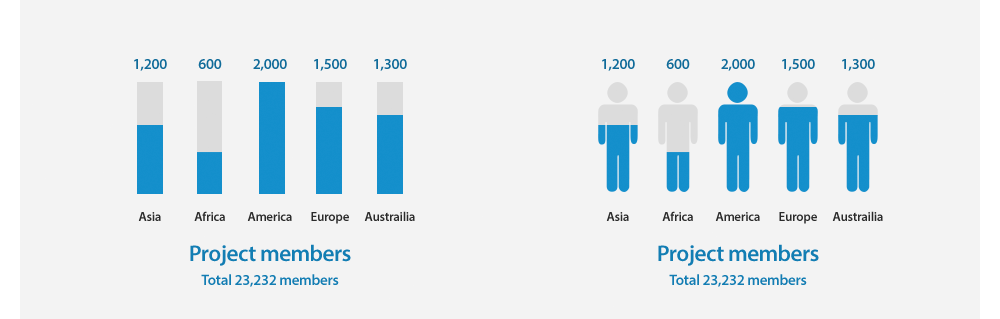 1,200 600 2,000 1,500 1,300
Asia Africa America Europe Austrailia
Project members
Total 23,232 members
1,200 600 2,000 1,500 1,300
Asia Africa America Europe Austrailia
Project members
Total 23,232 members